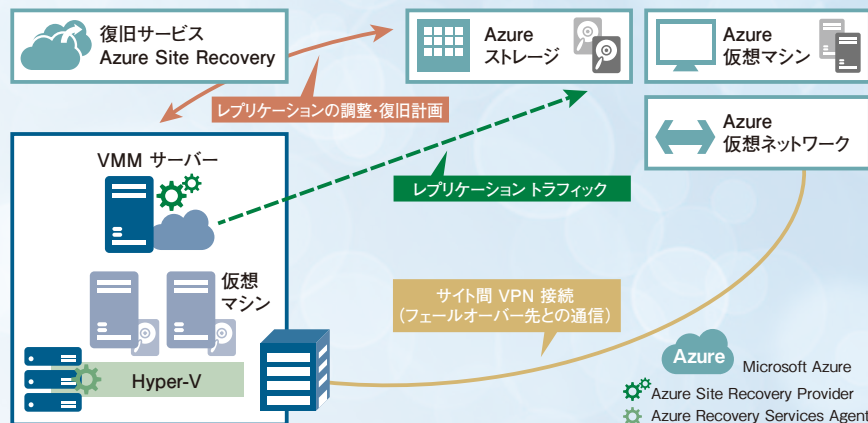 復旧サービス
Azure Site Recovery
Azure
ストレージ
Azure
仮想マシン
レプリケーションの調整・復旧計画
Azure
仮想ネットワーク
VMM サーバー
レプリケーション トラフィック
仮想
マシン
サイト間 VPN 接続
(フェールオーバー先との通信)
Hyper-V
Azure
Microsoft Azure
Azure Site Recovery Provider
Azure Recovery Services Agent